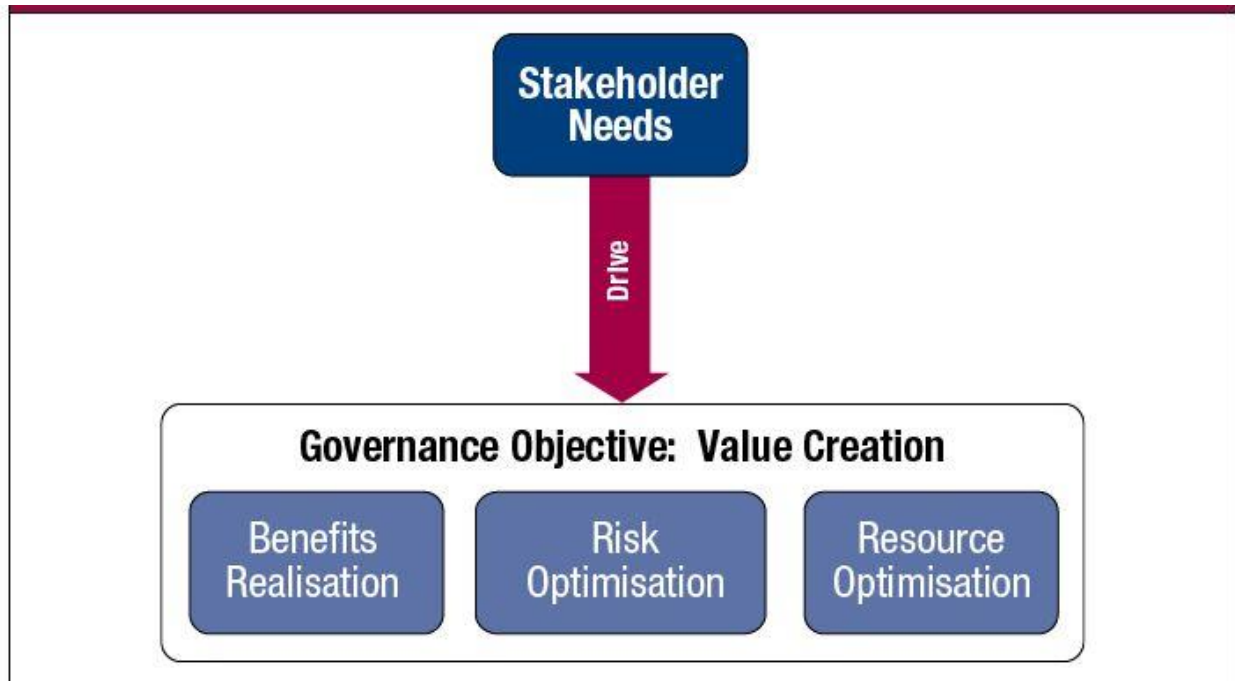 Stakeholder
Needs
Drive
Governance Objective: Value Creation
Benefits
Realisation
Risk
Optimisation
Resource
Optimisation